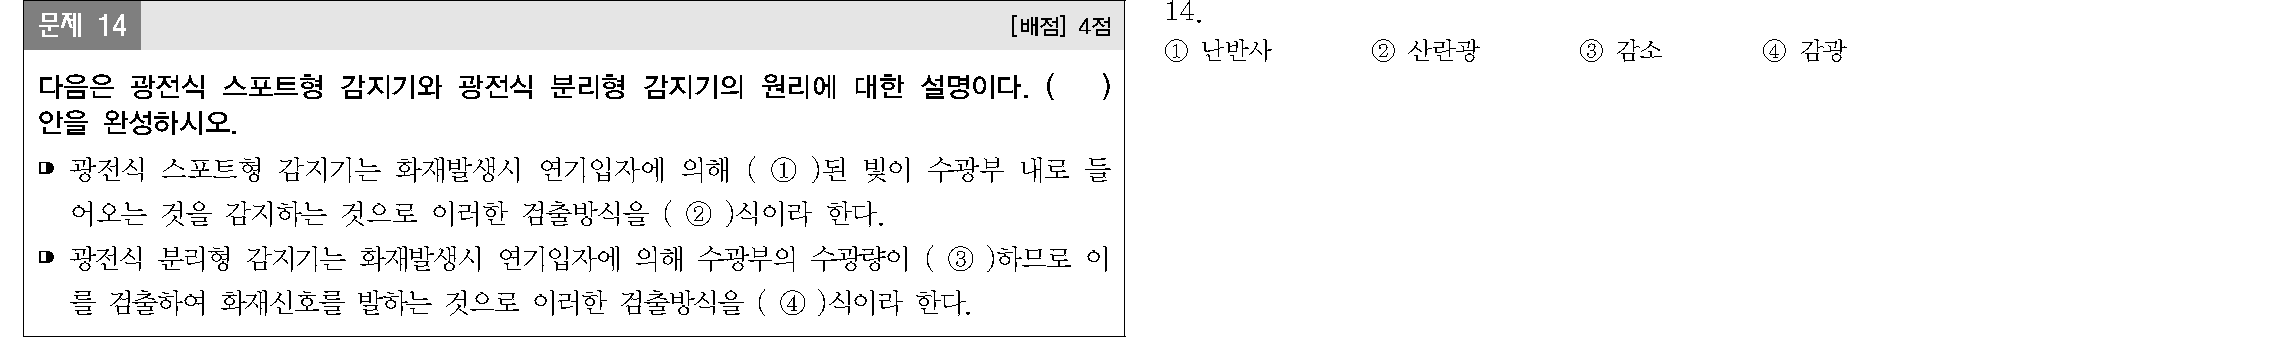 문제 14
[배점] 4점
다음은 광전식 스포트형 감지기와 광전식 분리형 감지기의 원리에 대한 설명이다. (    )
안을 완성하시오.
광전식 스포트형 감지기는 화재발생시 연기입자에 의해 ( ① )된 빛이 수광부 내로 들
어오는 것을 감지하는 것으로 이러한 검출방식을 ( ② )식이라 한다.
광전식 분리형 감지기는 화재발생시 연기입자에 의해 수광부의 수광량이 ( ③ )하므로 이
를 검출하여 화재신호를 발하는 것으로 이러한 검출방식을 ( ④ )식이라 한다.
14.
① 난반사 ② 산란광 ③ 감소 ④ 감광